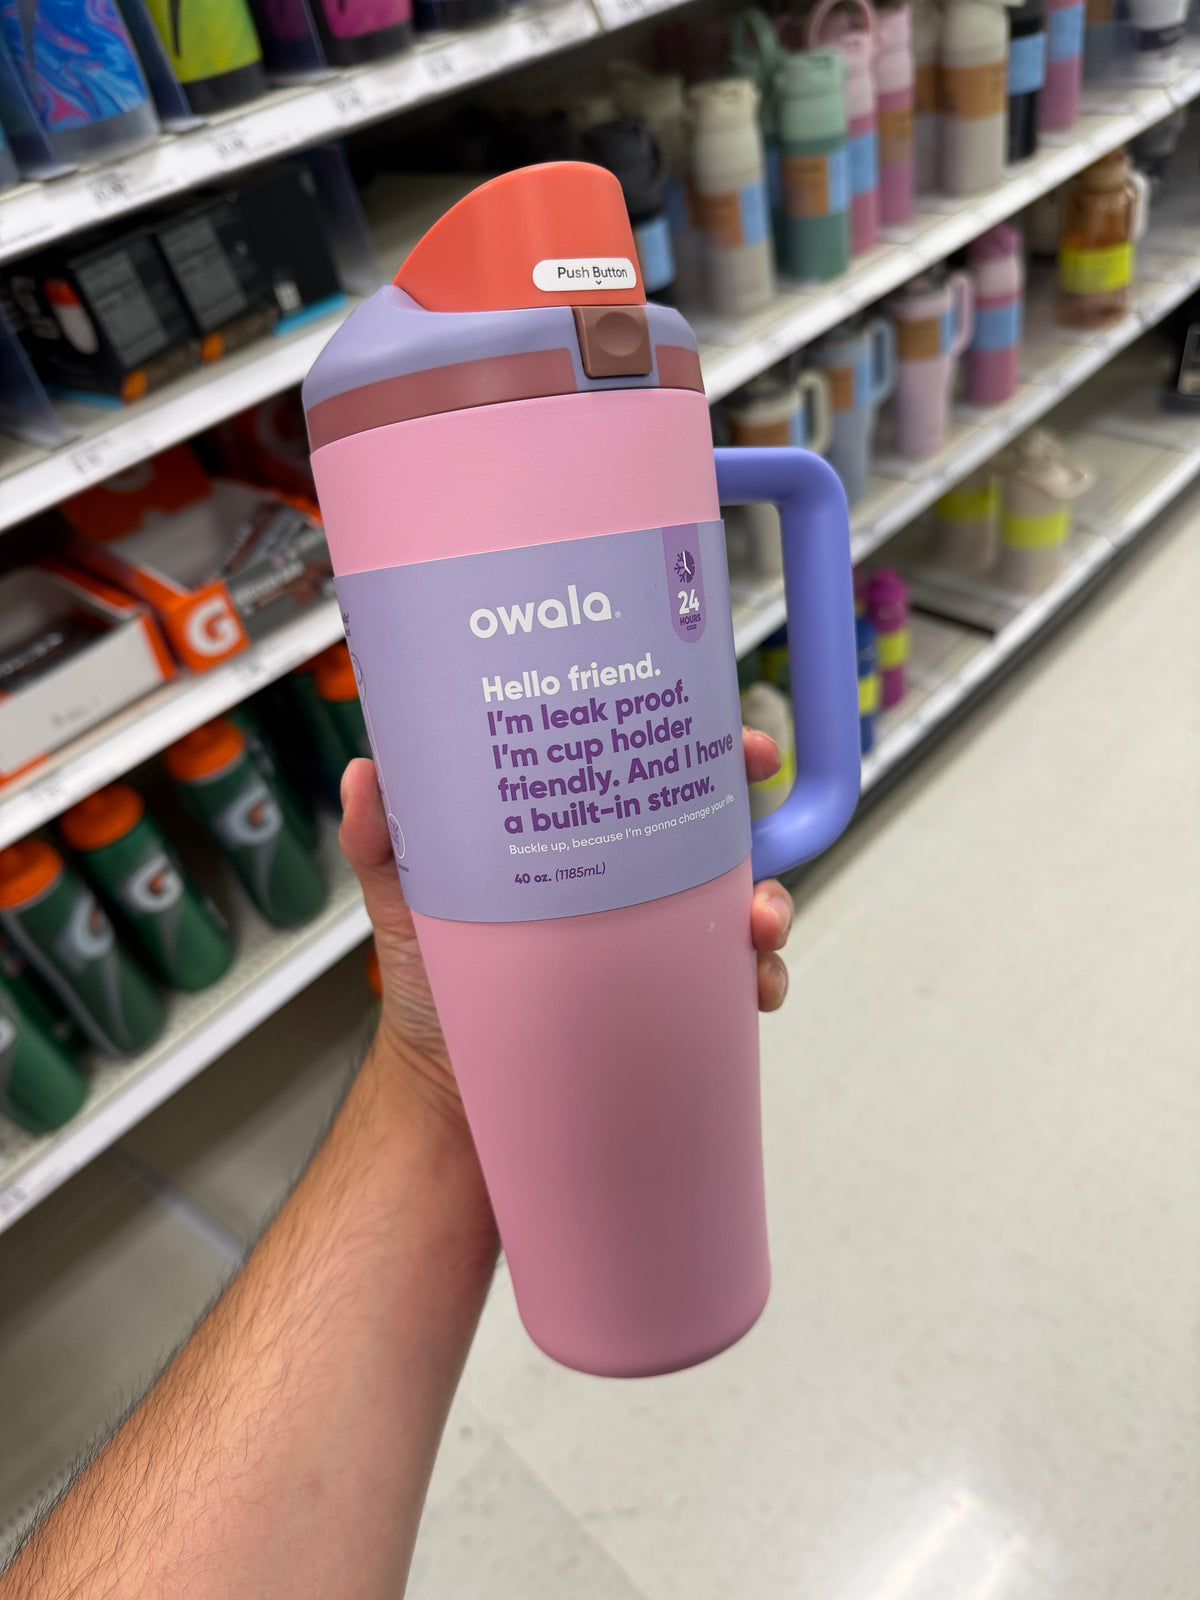 Push Button
owala®
24
HOURS
COLD
Hello friend.
I'm leak proof.
I'm cup holder
friendly. And I have
a built-in straw.
Buckle up, because I'm gonna change your life.
40 oz. (1185mL)
G
G
G
G